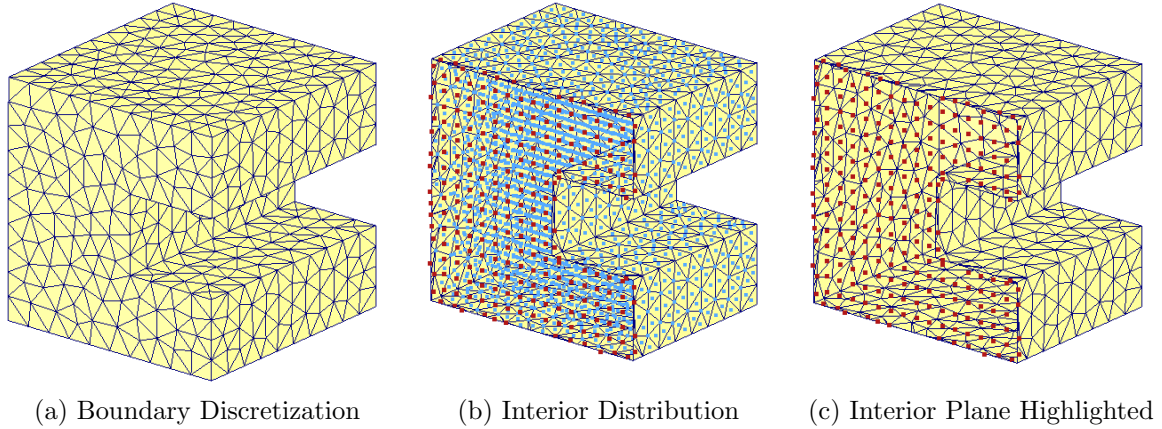 (a) Boundary Discretization
(b) Interior Distribution
(c) Interior Plane Highlighted